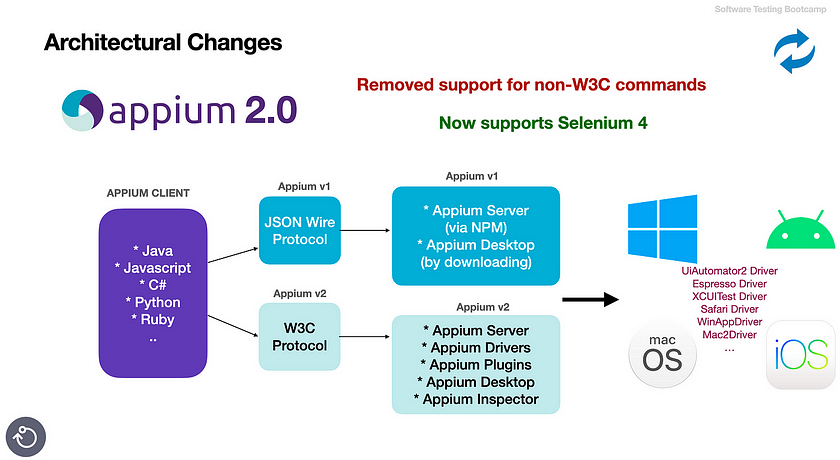 Software Testing Bootcamp
Architectural Changes
appium 2.0
Removed support for non-W3C commands
Now supports Selenium 4
APPIUM CLIENT
* Java
* Javascript
* C#
* Python
* Ruby
..
Appium v1
JSON Wire
Protocol
Appium v1
* Appium Server
(via NPM)
* Appium Desktop
(by downloading)
Appium v2
W3C
Protocol
Appium v2
* Appium Server
* Appium Drivers
* Appium Plugins
* Appium Desktop
* Appium Inspector
UiAutomator2 Driver
Espresso Driver
XCUITest Driver
Safari Driver
WinAppDriver
Mac2Driver
...
mac
OS
iOS